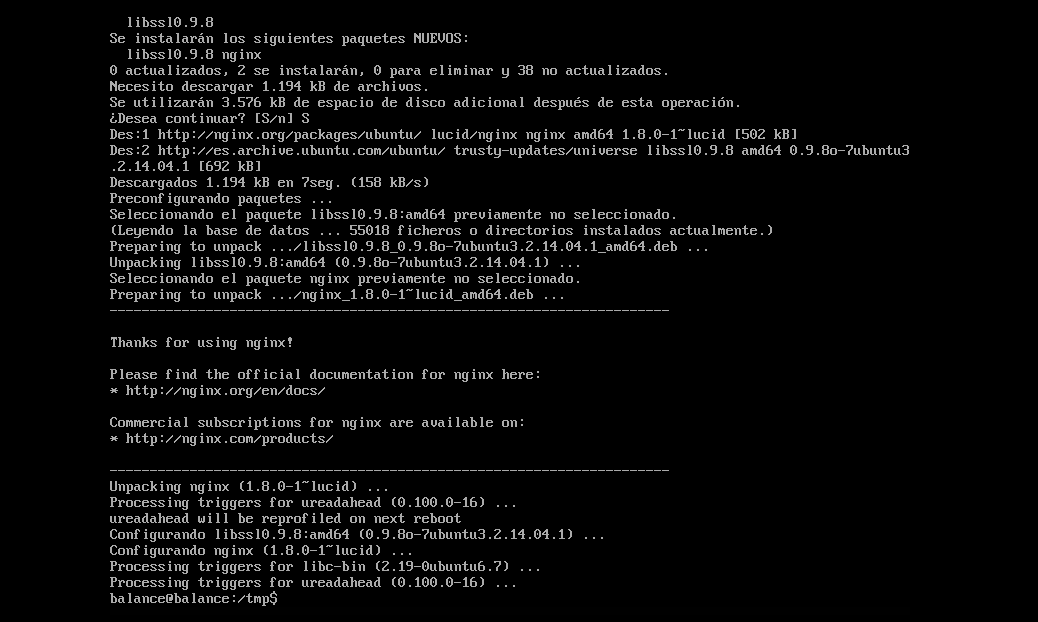 libssl0.9.8
Se instalarán los siguientes paquetes NUEVOS:
libssl0.9.8 nginx
0 actualizados, 2 se instalarán, 0 para eliminar y 38 no actualizados.
Necesito descargar 1.194 kB de archivos.
Se utilizarán 3.576 kB de espacio de disco adicional después de esta operación.
¿Desea continuar? [S/n] S
Des:1 http://nginx.org/packages/ubuntu/ lucid/nginx nginx amd64 1.8.0-1~lucid [502 kB]
Des:2 http://es.archive.ubuntu.com/ubuntu/ trusty-updates/universe libssl0.9.8 amd64 0.9.8o-7ubuntu3
.2.14.04.1 [692 kB]
Descargados 1.194 kB en 7seg. (158 kB/s)
Preconfigurando paquetes ...
Seleccionando el paquete libssl0.9.8:amd64 previamente no seleccionado.
(Leyendo la base de datos ... 55018 ficheros o directorios instalados actualmente.)
Preparing to unpack .../libssl0.9.8_0.9.8o-7ubuntu3.2.14.04.1_amd64.deb ...
Unpacking libssl0.9.8:amd64 (0.9.8o-7ubuntu3.2.14.04.1) ...
Seleccionando el paquete nginx previamente no seleccionado.
Preparing to unpack .../nginx_1.8.0-1~lucid_amd64.deb ...
----------------------------------------------------------------------
Thanks for using nginx!
Please find the official documentation for nginx here:
* http://nginx.org/en/docs/
Commercial subscriptions for nginx are available on:
* http://nginx.com/products/
----------------------------------------------------------------------
Unpacking nginx (1.8.0-1~lucid) ...
Processing triggers for ureadahead (0.100.0-16) ...
ureadahead will be reprofiled on next reboot
Configurando libssl0.9.8:amd64 (0.9.8o-7ubuntu3.2.14.04.1) ...
Configurando nginx (1.8.0-1~lucid) ...
Processing triggers for libc-bin (2.19-0ubuntu6.7) ...
Processing triggers for ureadahead (0.100.0-16) ...
balance@balance:/tmp$